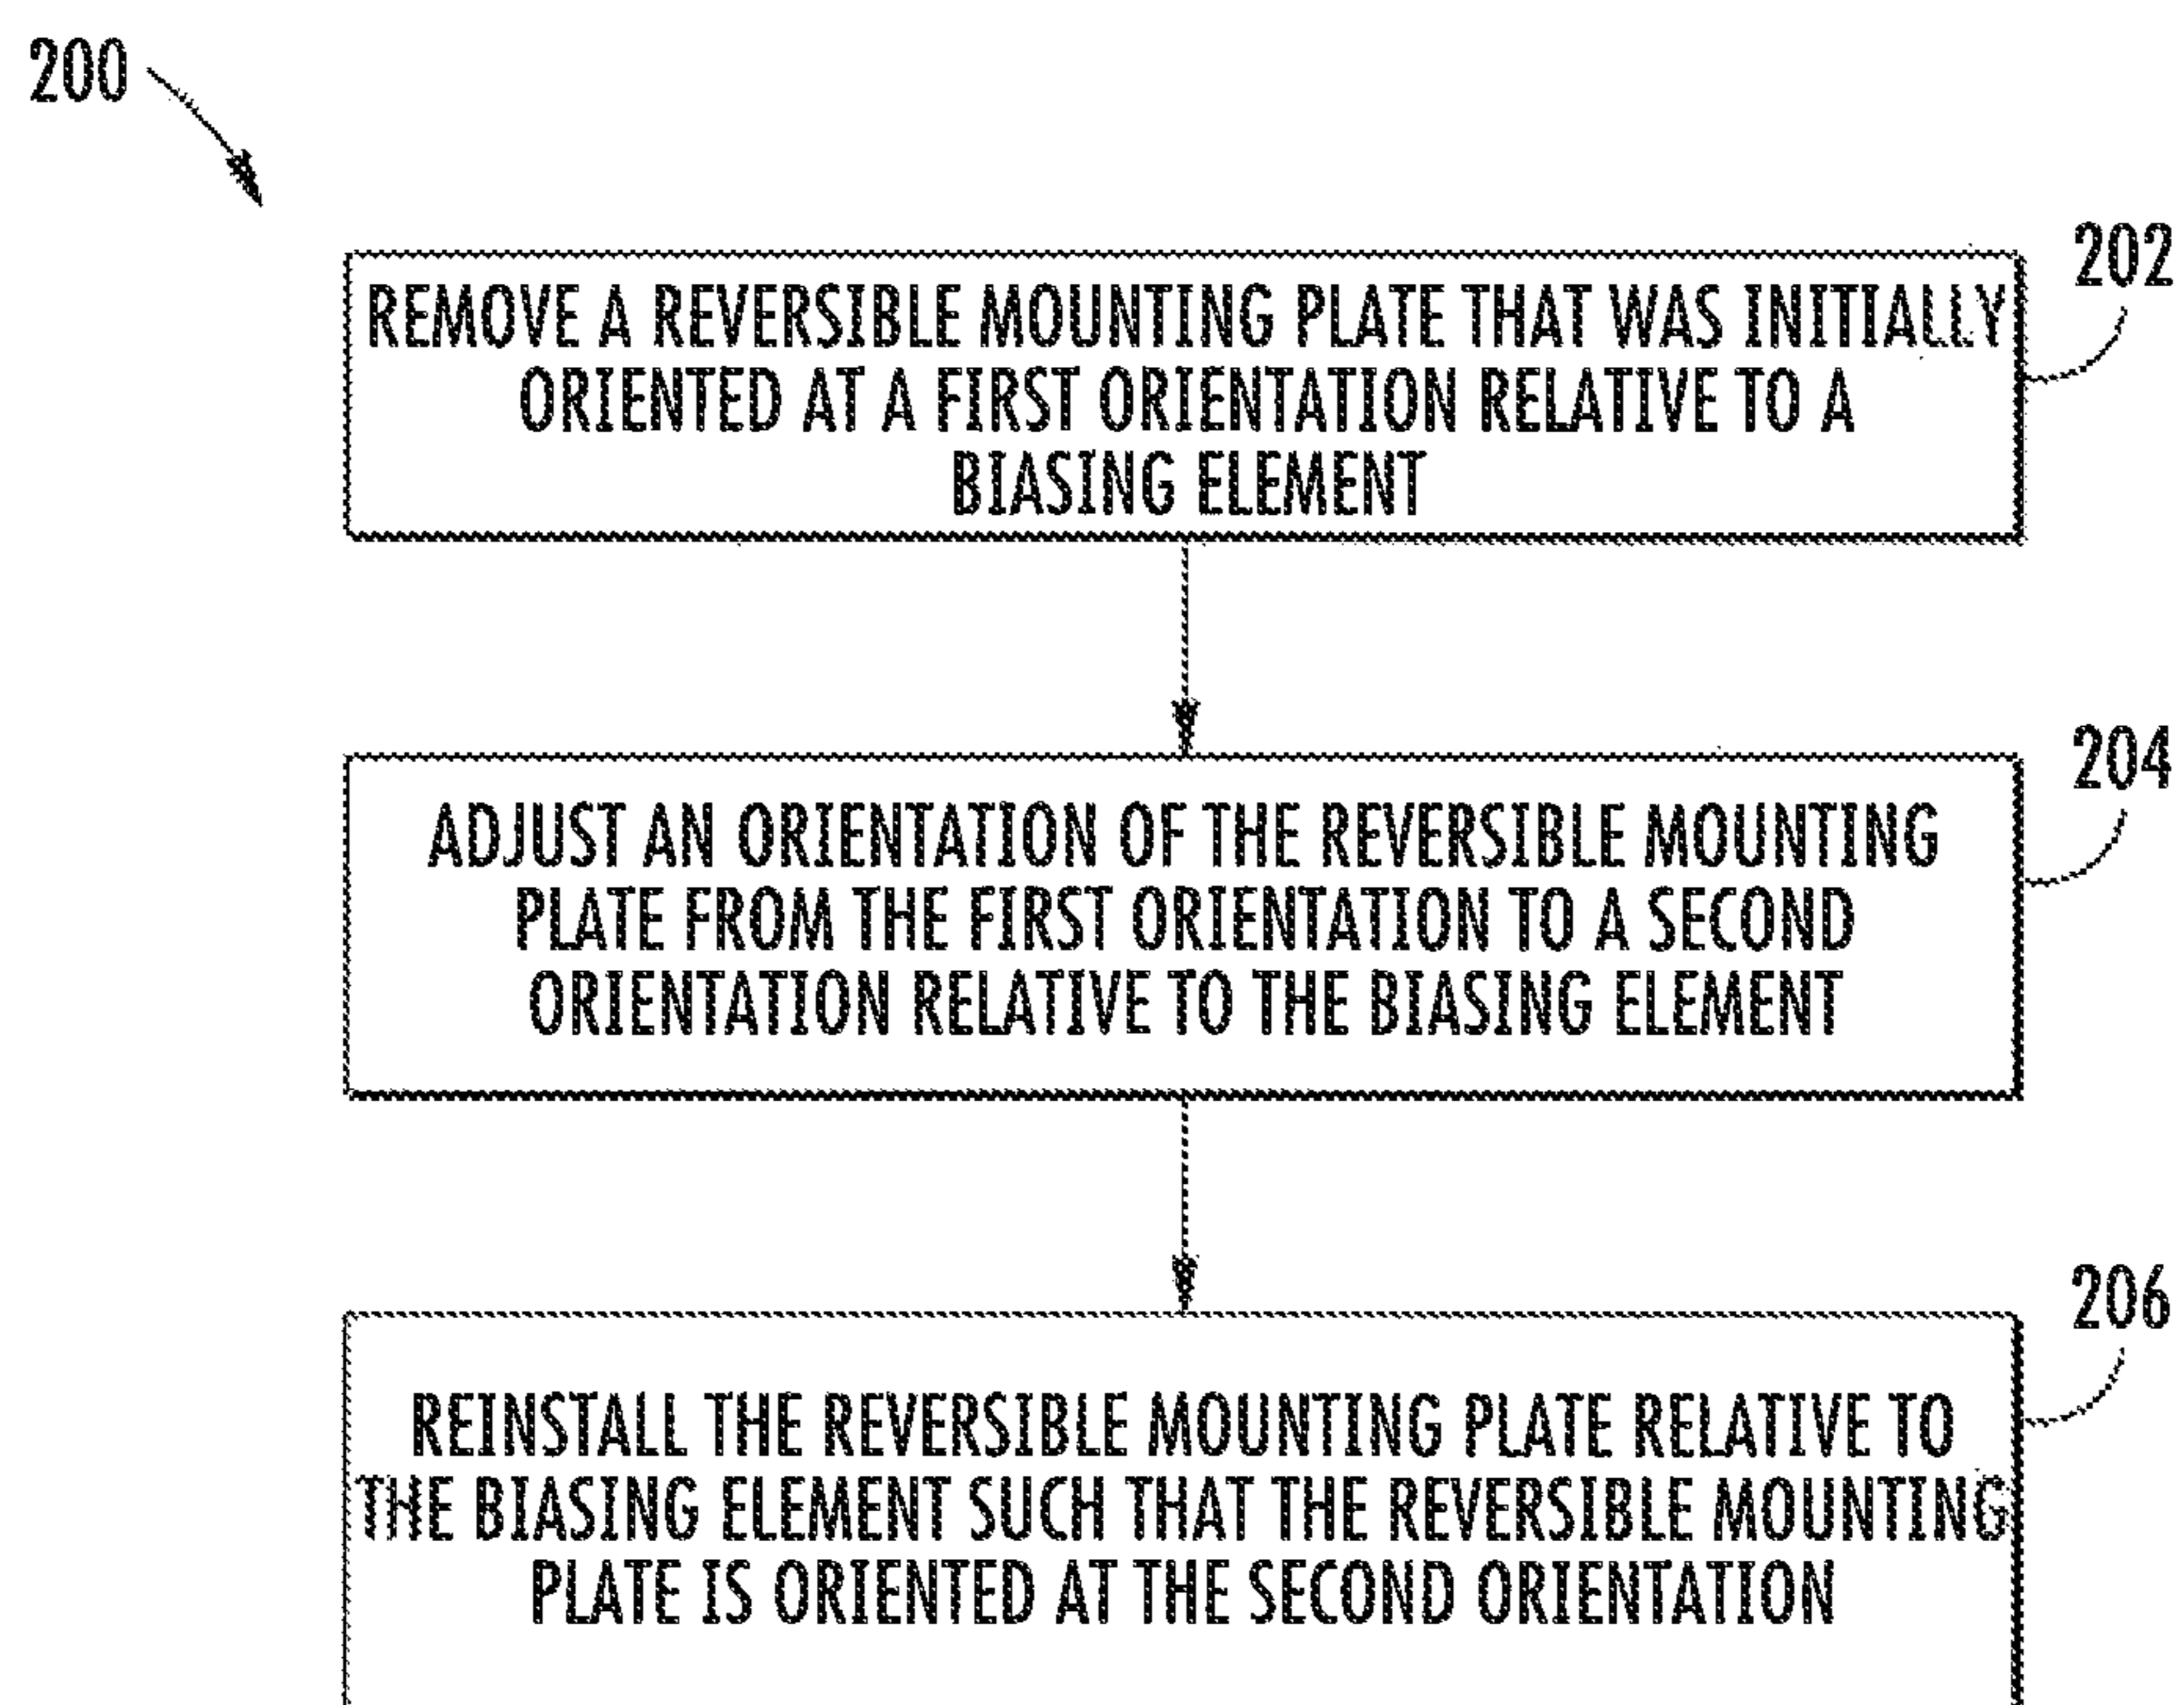 200
202
REMOVE A REVERSIBLE MOUNTING PLATE THAT WAS INITIALLY
ORIENTED AT A FIRST ORIENTATION RELATIVE TO A
BIASING ELEMENT
204
ADJUST AN ORIENTATION OF THE REVERSIBLE MOUNTING
PLATE FROM THE FIRST ORIENTATION TO A SECOND
ORIENTATION RELATIVE TO THE BIASING ELEMENT
206
REINSTALL THE REVERSIBLE MOUNTING PLATE RELATIVE TO
THE BIASING ELEMENT SUCH THAT THE REVERSIBLE MOUNTING
PLATE IS ORIENTED AT THE SECOND ORIENTATION